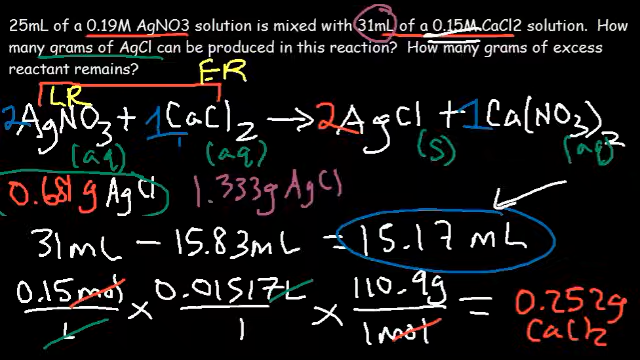 25mL of a 0.19M AgNO3 solution is mixed with 31mL of a 0.15M CaCl2 solution. How
many grams of AgCl can be produced in this reaction? How many grams of excess
reactant remains?
LR ER
2AgNO3 + 1CaCl2 → 2AgCl + 1Ca(NO3)2
(aq) (aq) (s) (aq)
0.681g AgCl 1.333g AgCl
31mL - 15.83mL = 15.17 mL
0.15mol/L × 0.01517L/1 × 110.9g/1mol = 0.252g CaCl2